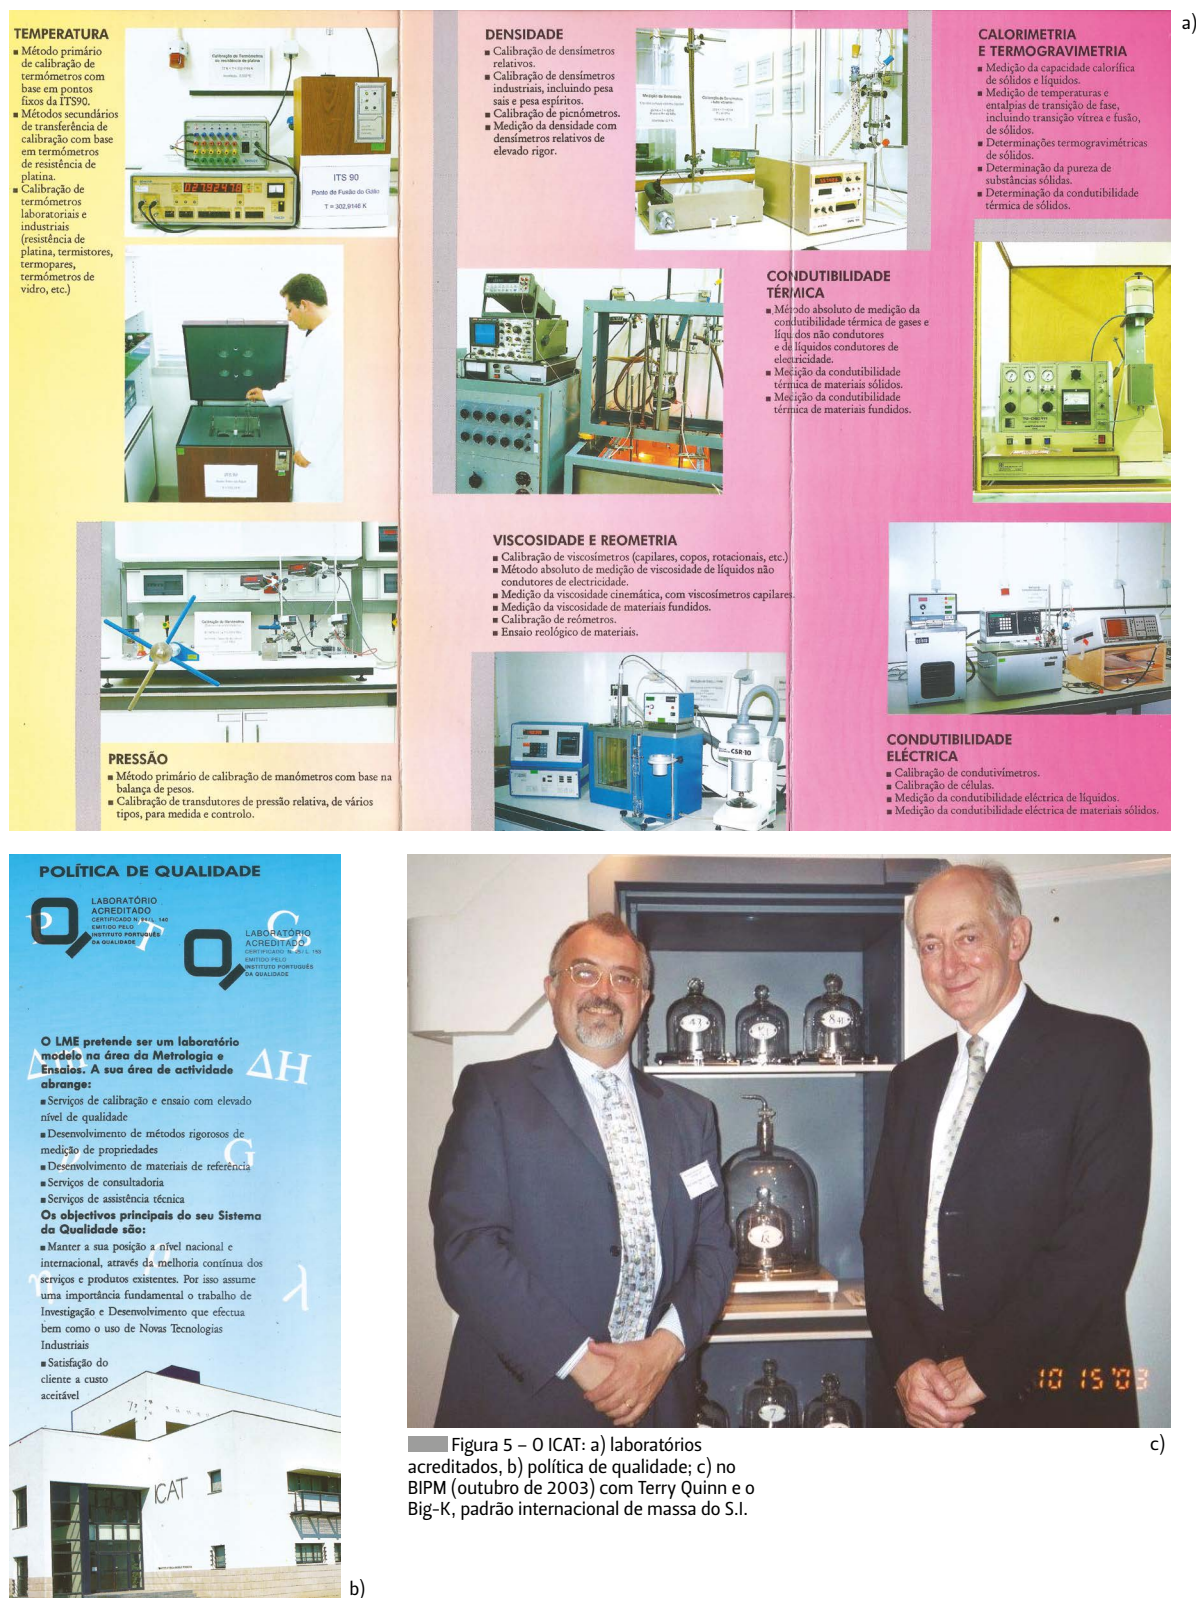 a)
TEMPERATURA
■ Método primário
de calibração de
termómetros com
base em pontos
fixos da ITS90.
■ Métodos secundários
de transferência de
calibração com base
em termómetros
de resistência de
platina.
■ Calibração de
termómetros
laboratoriais e
industriais
(resistência de
platina, termistores,
termopares,
termómetros de
vidro, etc.)
ITS 90
Ponto de Fusão do Gálio
T = 302,9146 K
DENSIDADE
■ Calibração de densímetros
relativos.
■ Calibração de densímetros
industriais, incluindo pesa
sais e pesa espíritos.
■ Calibração de picnómetros.
■ Medição da densidade com
densímetros relativos de
elevado rigor.
CALORIMETRIA
E TERMOGRAVIMETRIA
■ Medição da capacidade calorífica
de sólidos e líquidos.
■ Medição de temperaturas e
entalpias de transição de fase,
incluindo transição vítrea e fusão,
de sólidos.
■ Determinações termogravimétricas
de sólidos.
■ Determinação da pureza de
substâncias sólidas.
■ Determinação da condutibilidade
térmica de sólidos.
CONDUTIBILIDADE
TÉRMICA
■ Método absoluto de medição da
condutibilidade térmica de gases e
líquidos não condutores
e de líquidos condutores de
electricidade.
■ Medição da condutibilidade
térmica de materiais sólidos.
■ Medição da condutibilidade
térmica de materiais fundidos.
VISCOSIDADE E REOMETRIA
■ Calibração de viscosímetros (capilares, copos, rotacionais, etc.)
■ Método absoluto de medição de viscosidade de líquidos não
condutores de electricidade.
■ Medição da viscosidade cinemática, com viscosímetros capilares.
■ Medição da viscosidade de materiais fundidos.
■ Calibração de reómetros.
■ Ensaio reológico de materiais.
CSR-10
PRESSÃO
■ Método primário de calibração de manómetros com base na
balança de pesos.
■ Calibração de transdutores de pressão relativa, de vários
tipos, para medida e controlo.
CONDUTIBILIDADE
ELÉCTRICA
■ Calibração de condutivímetros.
■ Calibração de células.
■ Medição da condutibilidade eléctrica de líquidos.
■ Medição da condutibilidade eléctrica de materiais sólidos.
POLÍTICA DE QUALIDADE
LABORATÓRIO
ACREDITADO
EMITIDO PELO
INSTITUTO PORTUGUÊS
DA QUALIDADE
LABORATÓRIO
ACREDITADO
EMITIDO PELO
INSTITUTO PORTUGUÊS
DA QUALIDADE
O LME pretende ser um laboratório
modelo na área da Metrologia e
Ensaios. A sua área de actividade
abrange:
ΔH
■ Serviços de calibração e ensaio com elevado
nível de qualidade
■ Desenvolvimento de métodos rigorosos de
medição de propriedades
G
■ Desenvolvimento de materiais de referência
■ Serviços de consultadoria
■ Serviços de assistência técnica
Os objectivos principais do seu Sistema
da Qualidade são:
■ Manter a sua posição a nível nacional e
internacional, através da melhoria contínua dos
serviços e produtos existentes. Por isso assume
uma importância fundamental o trabalho de
Investigação e Desenvolvimento que efectua
bem como o uso de Novas Tecnologias
Industriais
λ
■ Satisfação do
cliente a custo
aceitável
ICAT
b)
43
7
10 15 '03
Figura 5 – O ICAT: a) laboratórios
acreditados, b) política de qualidade; c) no
BIPM (outubro de 2003) com Terry Quinn e o
Big-K, padrão internacional de massa do S.I.
c)